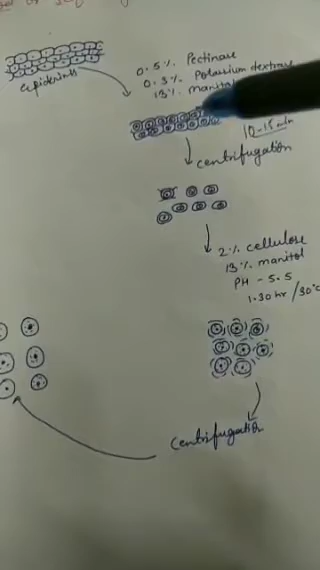 0.5% Pectinase
0.3% Potassium dextra
13% manit
epidermis
10-15 min
centrifugation
2% cellulose
13% manitol
PH - 5.5
1.30 hr / 30°c
Centrifugation